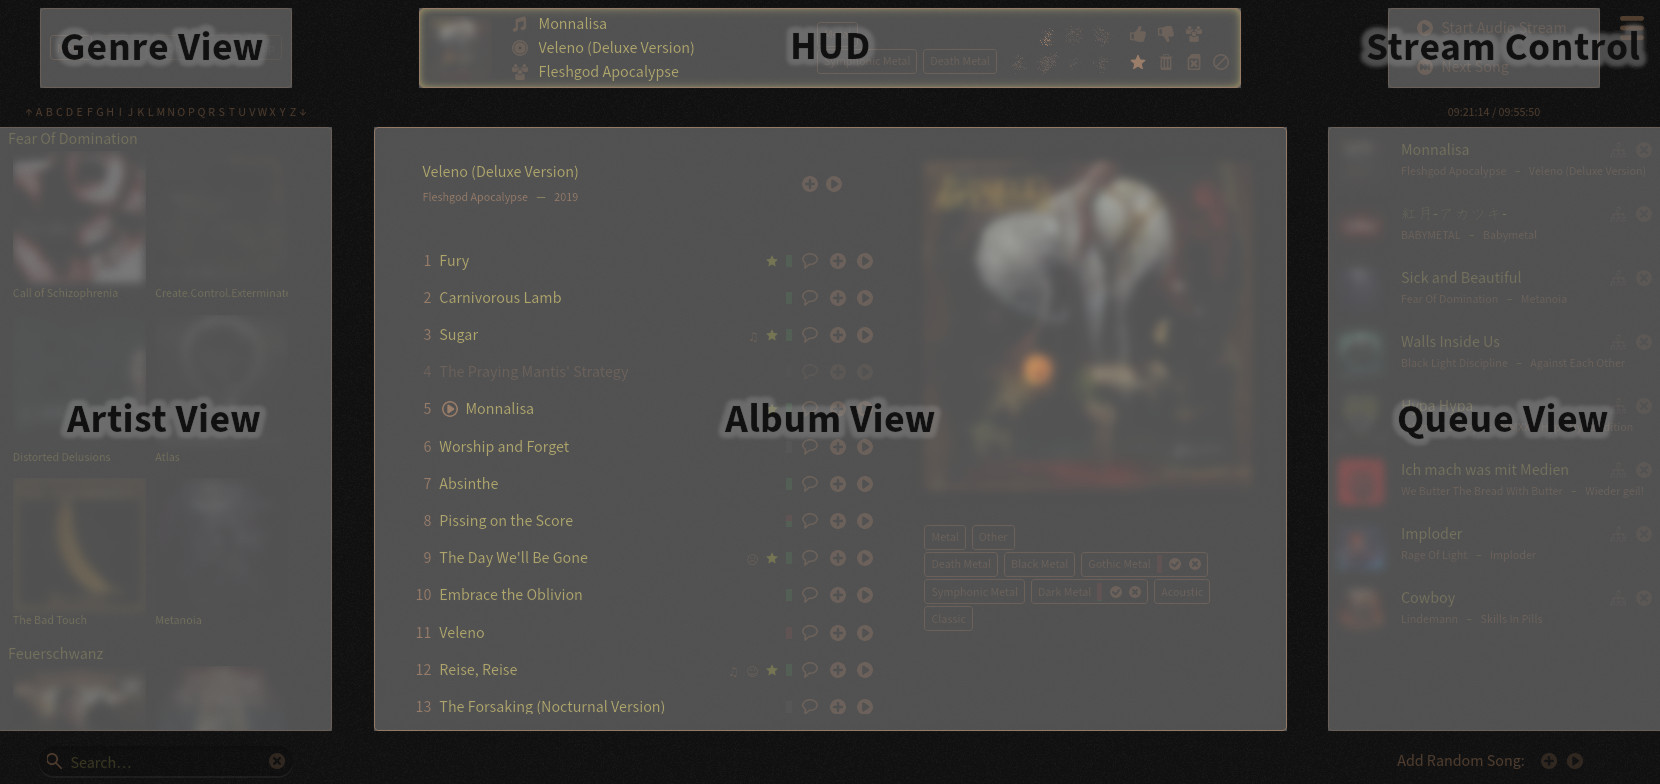 Genre View
Monnalisa
Veleno (Deluxe Version)
Fleshgod Apocalypse
HUD
Symphonic Metal
Death Metal
Start Audio Stream
Stream Control
Next Song
↑ A B C D E F G H I J K L M N O P Q R S T U V W X Y Z ↓
09:21:14 / 09:55:50
Fear Of Domination
Call of Schizophrenia
Create Control Exterminat
Distorted Delusions
Atlas
Artist View
The Bad Touch
Metanoia
Feuerschwanz
Search...
Veleno (Deluxe Version)
Fleshgod Apocalypse — 2019
1 Fury
2 Carnivorous Lamb
3 Sugar
4 The Praying Mantis' Strategy
5 Monnalisa
Album View
6 Worship and Forget
7 Absinthe
8 Pissing on the Score
9 The Day We'll Be Gone
10 Embrace the Oblivion
11 Veleno
12 Reise, Reise
13 The Forsaking (Nocturnal Version)
Metal
Other
Death Metal
Black Metal
Gothic Metal
Symphonic Metal
Dark Metal
Acoustic
Classic
Monnalisa
Fleshgod Apocalypse – Veleno (Deluxe Version)
紅月-アカツキ-
BABYMETAL – Babymetal
Sick and Beautiful
Fear Of Domination – Metanoia
Walls Inside Us
Black Light Discipline – Against Each Other
Hypa Hypa
Queue View
Ich mach was mit Medien
We Butter The Bread With Butter – Wieder geil!
Imploder
Rage Of Light – Imploder
Cowboy
Lindemann – Skills In Pills
Add Random Song: